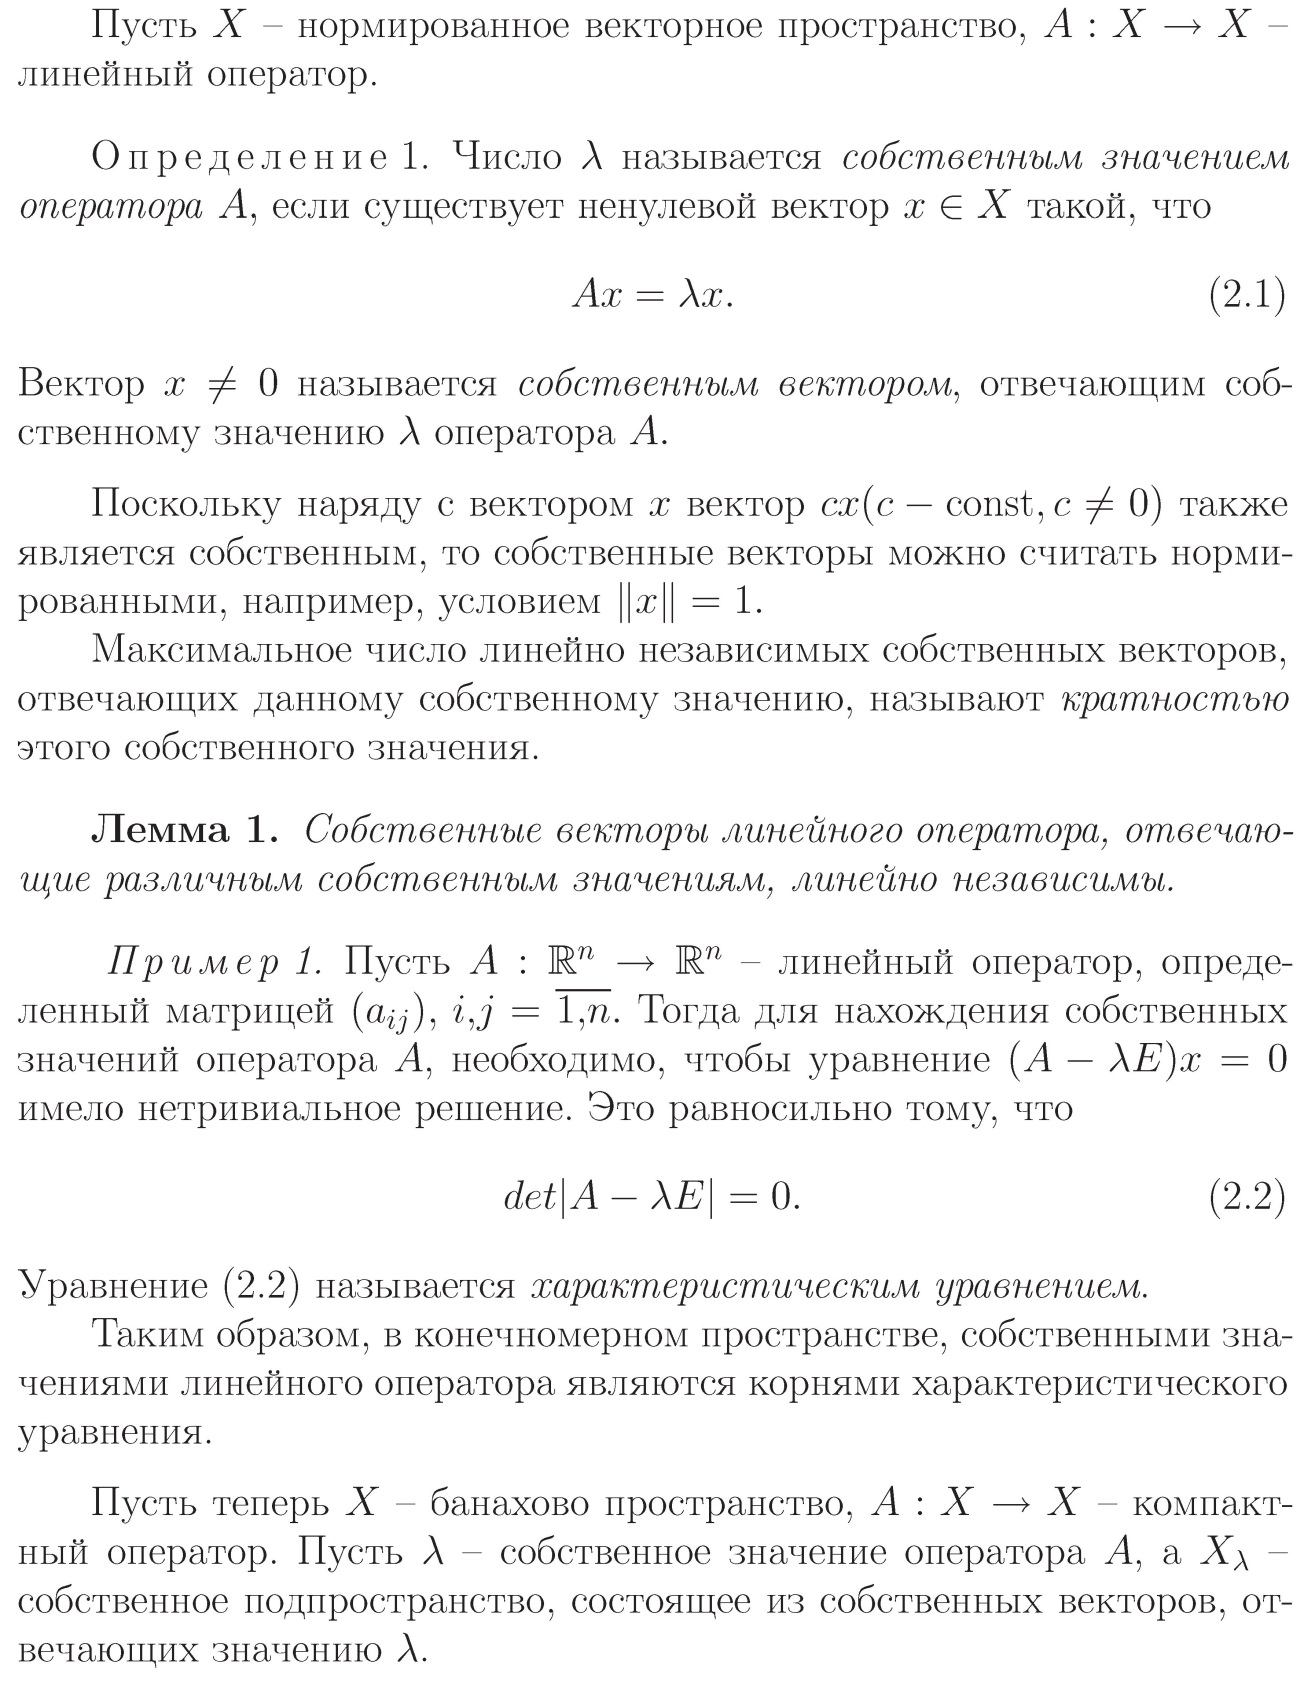 Пусть X – нормированное векторное пространство, A : X → X –
линейный оператор.
Определение 1. Число λ называется собственным значением
оператора A, если существует ненулевой вектор x ∈ X такой, что
Ax = λx. (2.1)
Вектор x ≠ 0 называется собственным вектором, отвечающим соб-
ственному значению λ оператора A.
Поскольку наряду с вектором x вектор cx(c − const, c ≠ 0) также
является собственным, то собственные векторы можно считать норми-
рованными, например, условием ‖x‖ = 1.
Максимальное число линейно независимых собственных векторов,
отвечающих данному собственному значению, называют кратностью
этого собственного значения.
Лемма 1. Собственные векторы линейного оператора, отвечаю-
щие различным собственным значениям, линейно независимы.
Пример 1. Пусть A : ℝⁿ → ℝⁿ – линейный оператор, опреде-
ленный матрицей (aᵢⱼ), i,j = \overline{1,n}. Тогда для нахождения собственных
значений оператора A, необходимо, чтобы уравнение (A − λE)x = 0
имело нетривиальное решение. Это равносильно тому, что
det|A − λE| = 0. (2.2)
Уравнение (2.2) называется характеристическим уравнением.
Таким образом, в конечномерном пространстве, собственными зна-
чениями линейного оператора являются корнями характеристического
уравнения.
Пусть теперь X – банахово пространство, A : X → X – компакт-
ный оператор. Пусть λ – собственное значение оператора A, а X_λ –
собственное подпространство, состоящее из собственных векторов, от-
вечающих значению λ.